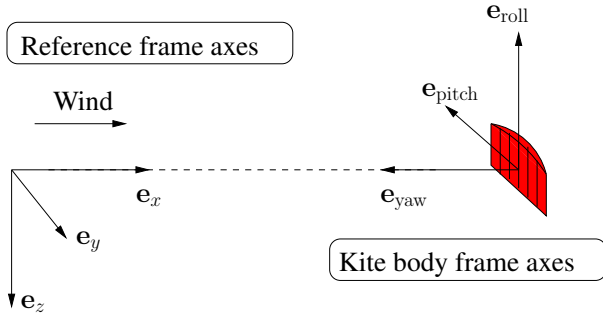 Reference frame axes
e_roll
Wind
e_pitch
e_x
e_yaw
e_y
Kite body frame axes
e_z